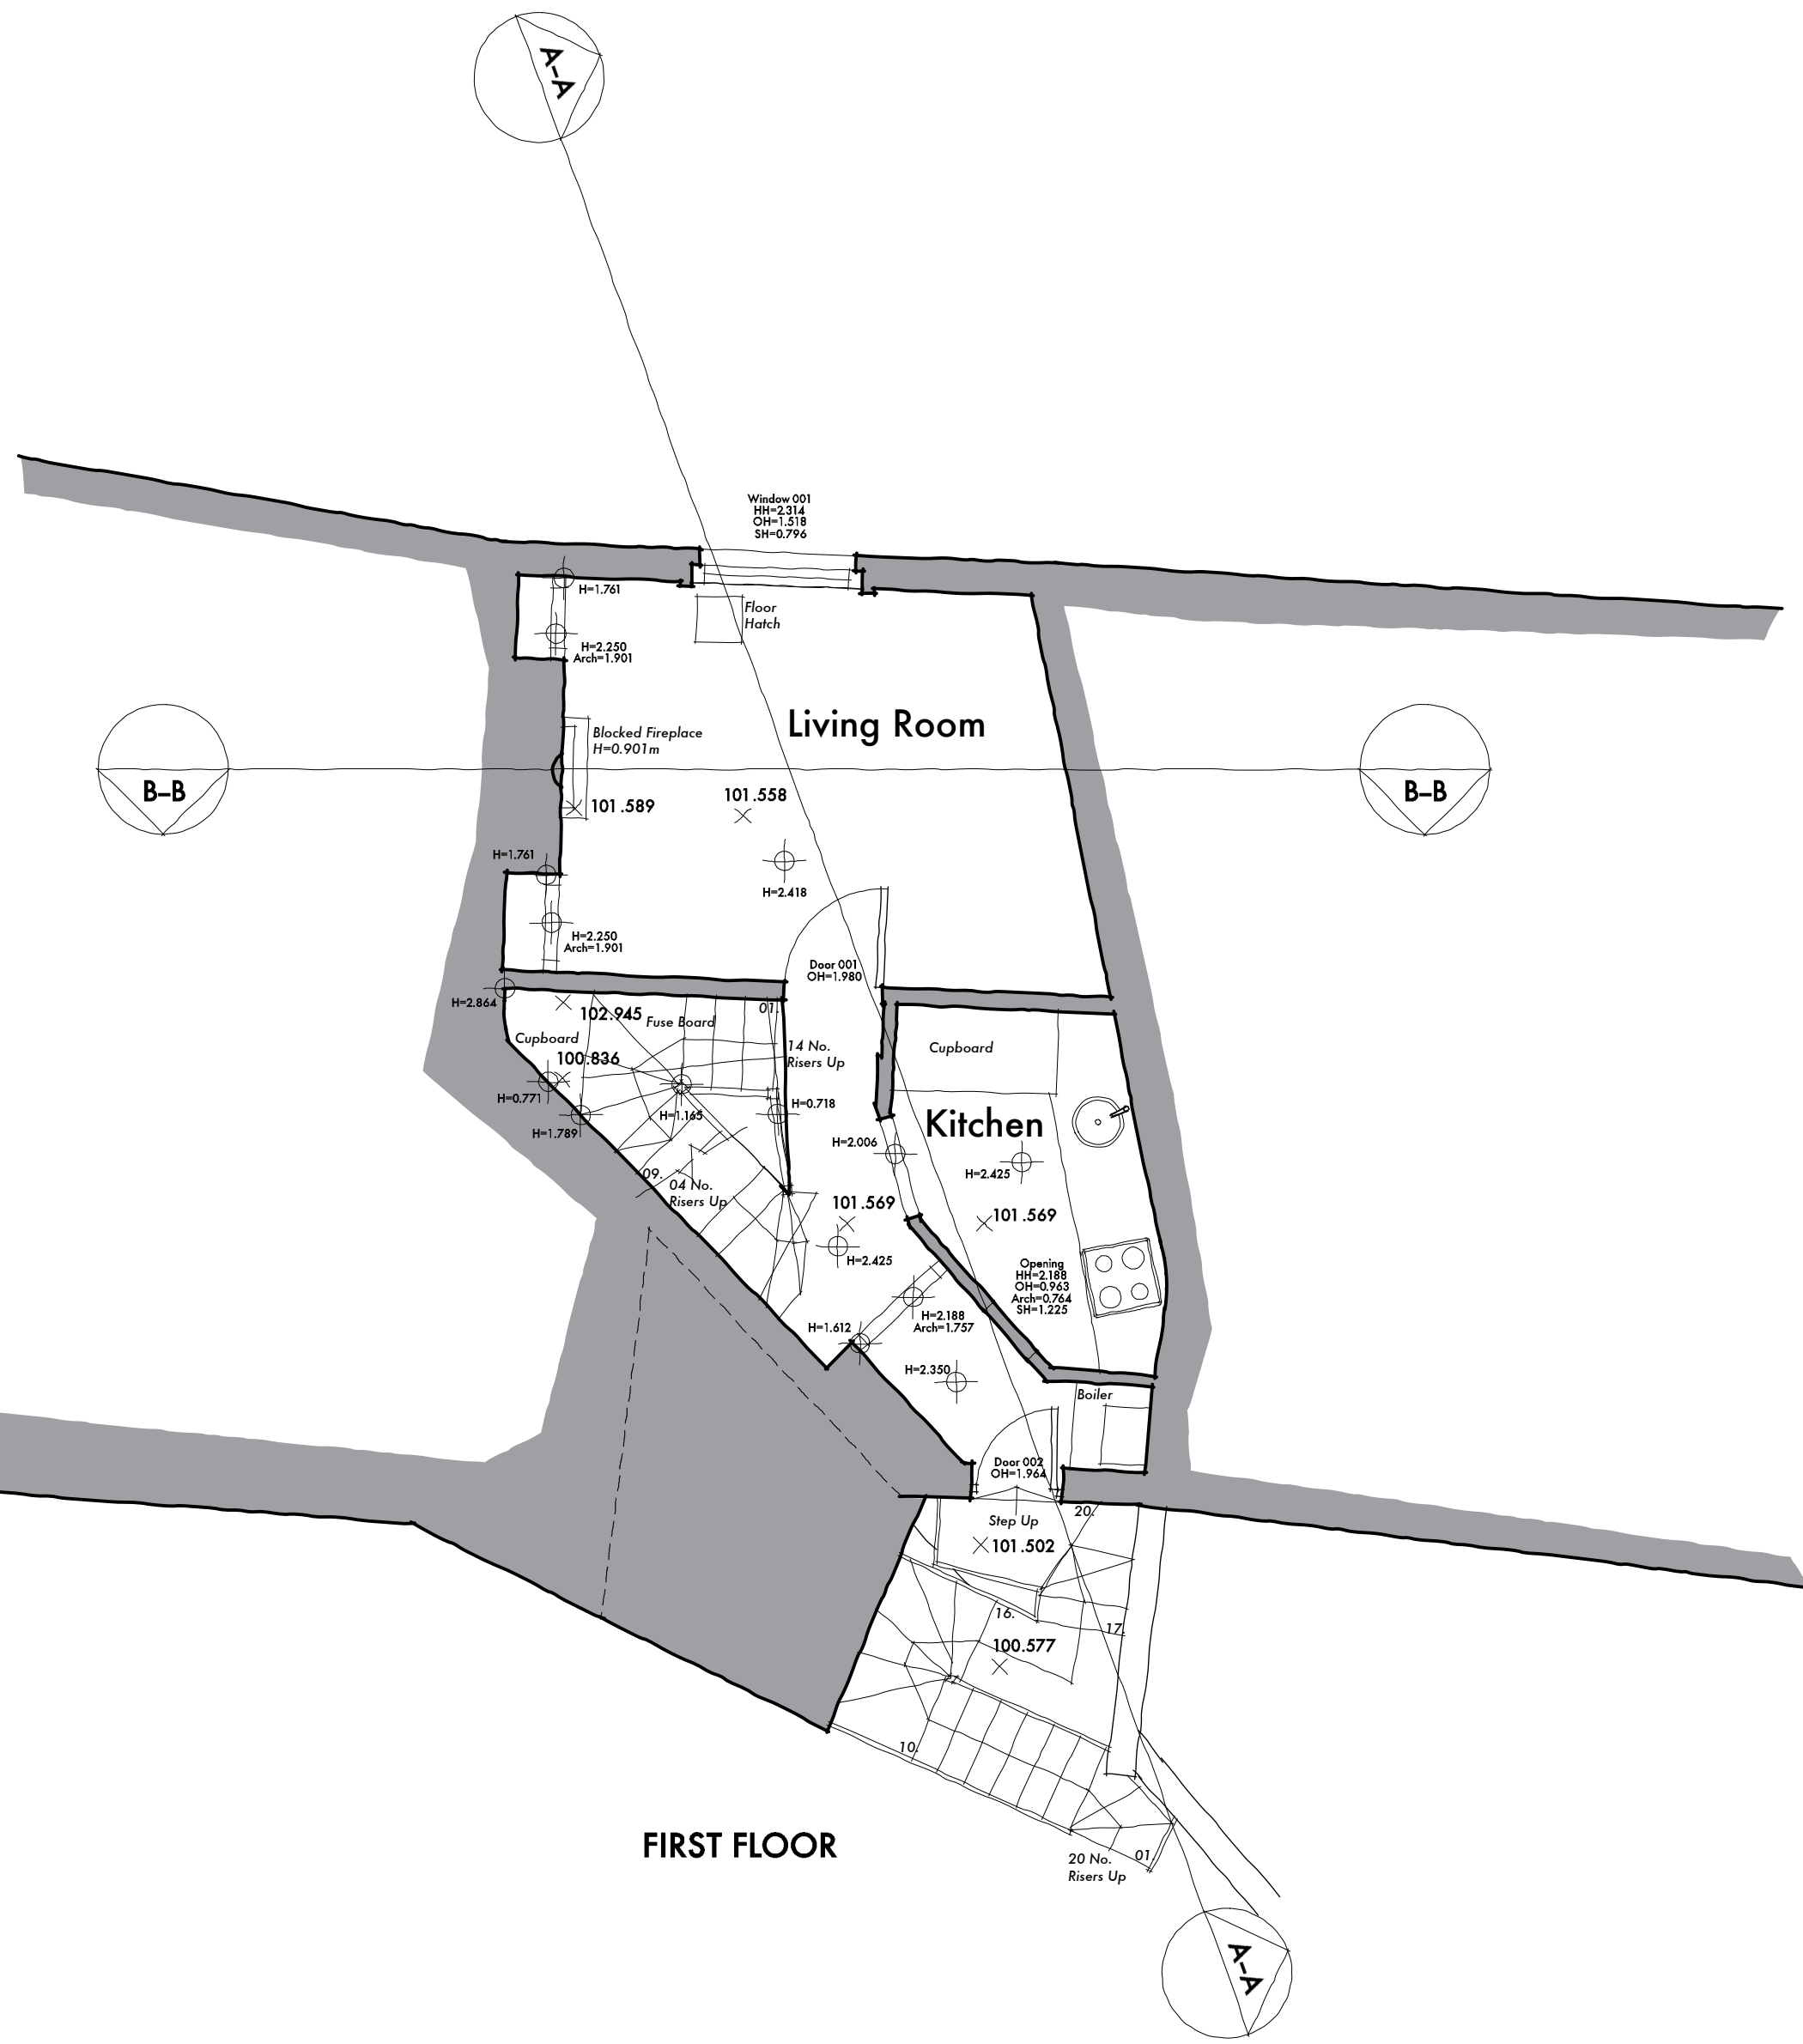 A–A
Window 001
HH=2.314
OH=1.518
SH=0.796
H=1.761
Floor
Hatch
H=2.250
Arch=1.901
Living Room
Blocked Fireplace
H=0.901m
B–B
B–B
101.589
101.558
H=1.761
H=2.418
H=2.250
Arch=1.901
Door 001
OH=1.980
H=2.864
102.945
Fuse Board
01.
Cupboard
100.836
14 No.
Risers Up
Cupboard
H=0.771
H=1.165
H=0.718
H=1.789
Kitchen
H=2.006
H=2.425
09.
04 No.
Risers Up
101.569
101.569
H=2.425
Opening
HH=2.188
OH=0.963
Arch=0.764
SH=1.225
H=2.188
Arch=1.757
H=1.612
H=2.350
Boiler
Door 002
OH=1.964
Step Up
20.
101.502
16.
17.
100.577
10.
FIRST FLOOR
20 No.
Risers Up
01.
A–A